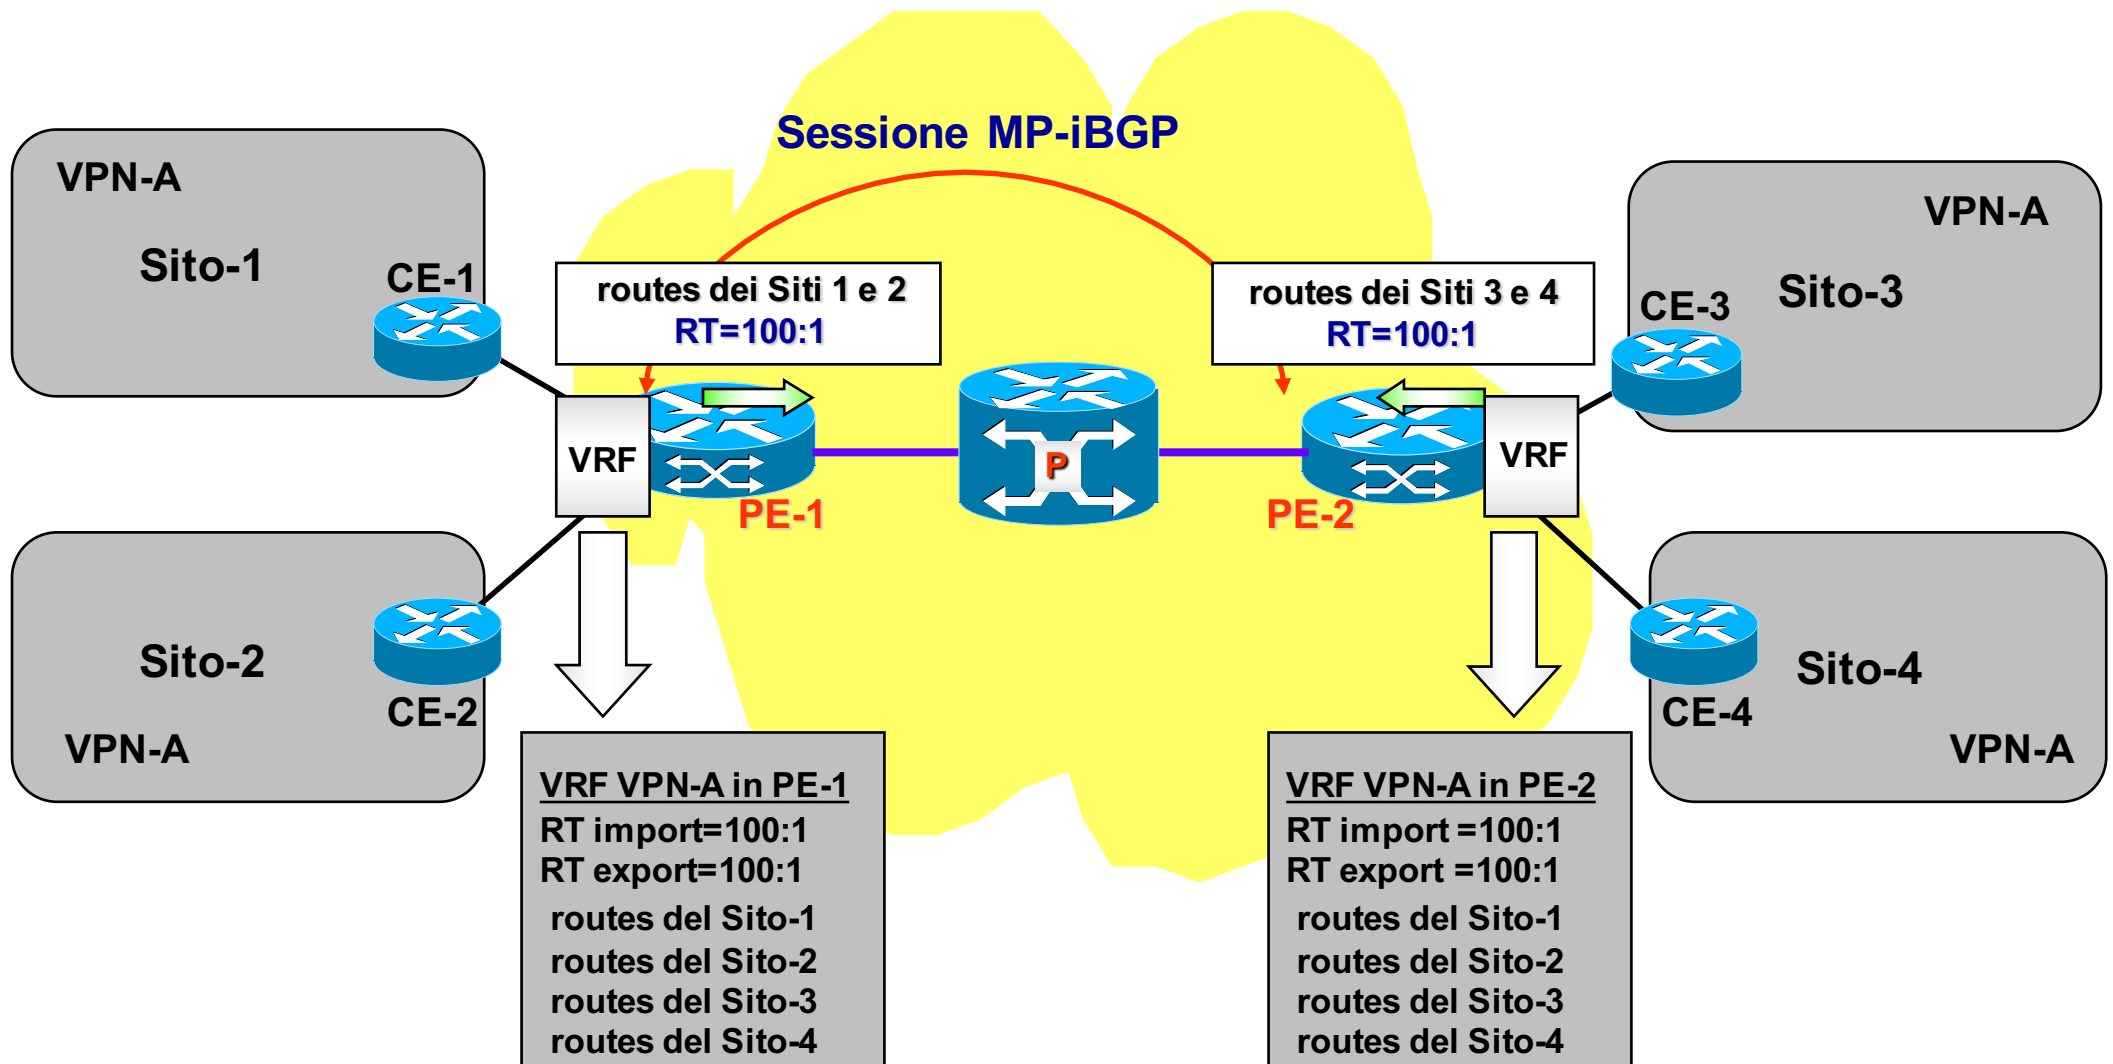 Sessione MP-iBGP
VPN-A
Sito-1
CE-1
routes dei Siti 1 e 2
RT=100:1
routes dei Siti 3 e 4
RT=100:1
VPN-A
Sito-3
CE-3
VRF
PE-1
P
PE-2
VRF
Sito-2
CE-2
VPN-A
Sito-4
CE-4
VPN-A
VRF VPN-A in PE-1
RT import=100:1
RT export=100:1
routes del Sito-1
routes del Sito-2
routes del Sito-3
routes del Sito-4
VRF VPN-A in PE-2
RT import =100:1
RT export =100:1
routes del Sito-1
routes del Sito-2
routes del Sito-3
routes del Sito-4